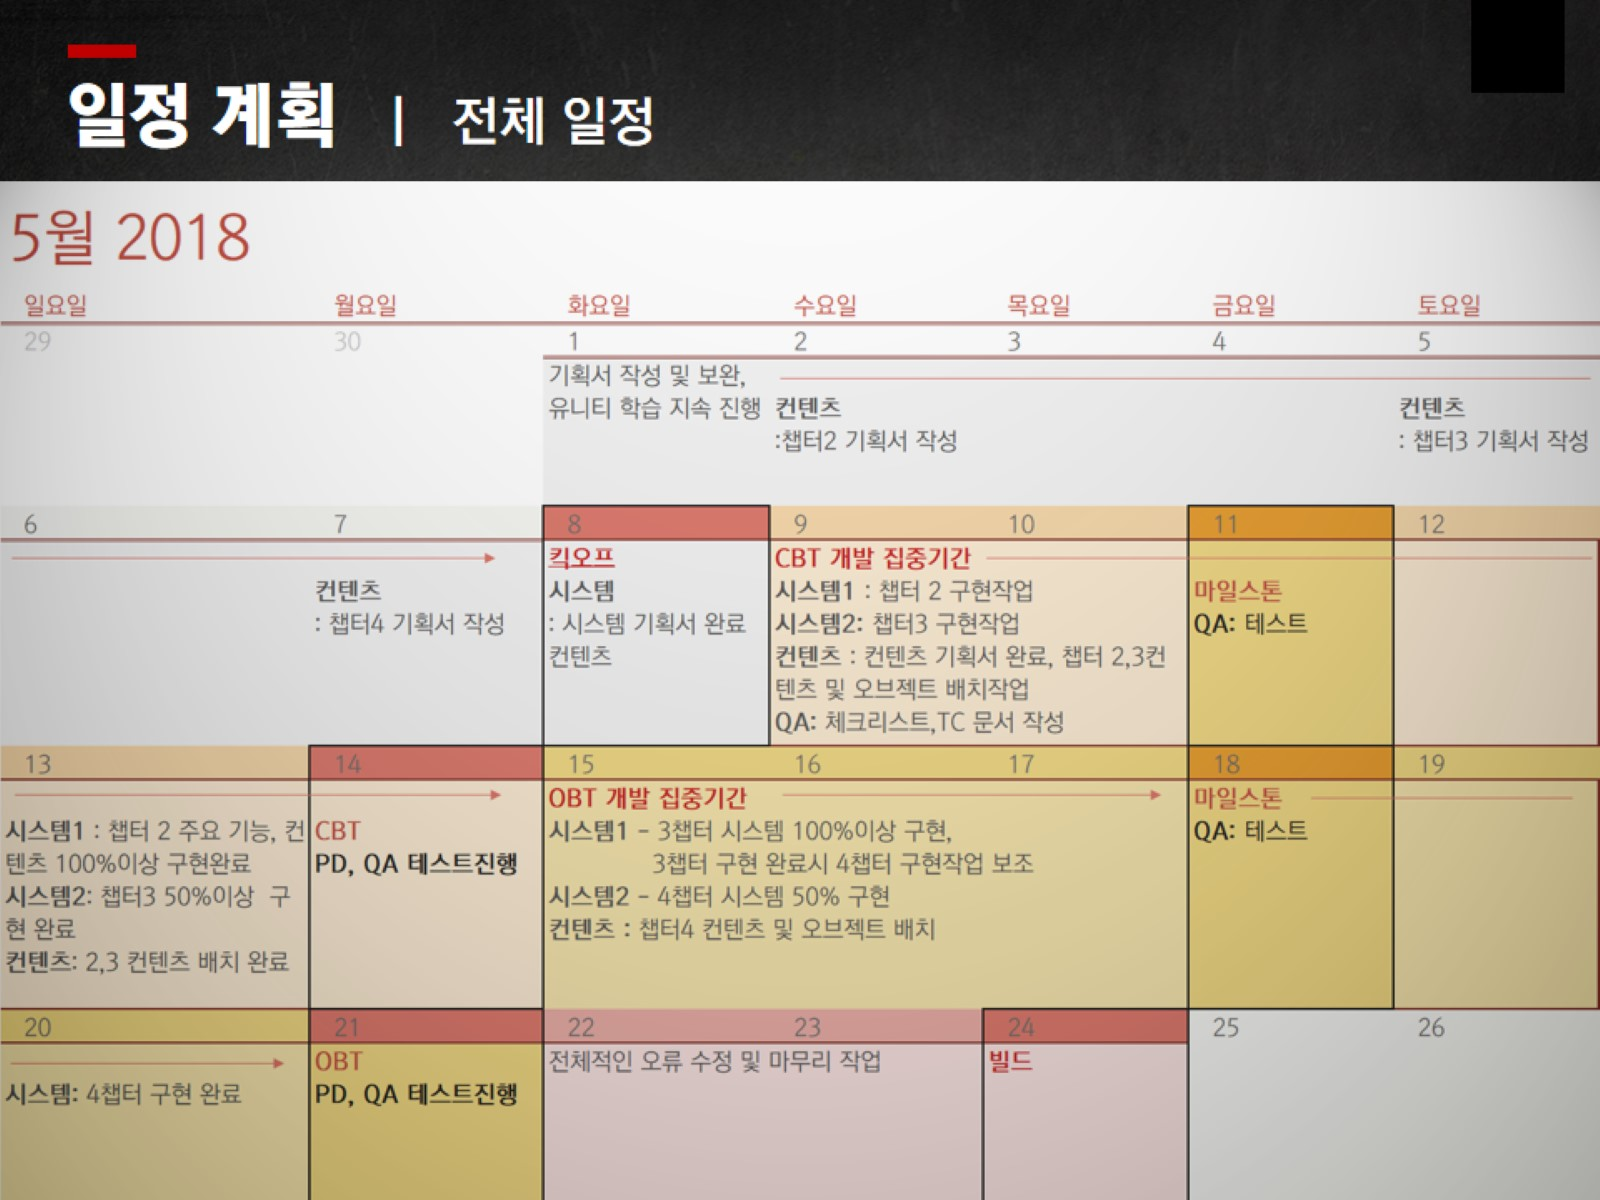 일정 계획 | 전체 일정
5월 2018
일요일 월요일 화요일 수요일 목요일 금요일 토요일
29 30 1 2 3 4 5
기획서 작성 및 보완,
유니티 학습 지속 진행
컨텐츠
:챕터2 기획서 작성
컨텐츠
: 챕터3 기획서 작성
6 7 8 9 10 11 12
컨텐츠
: 챕터4 기획서 작성
킥오프
시스템
: 시스템 기획서 완료
컨텐츠
CBT 개발 집중기간
시스템1 : 챕터 2 구현작업
시스템2: 챕터3 구현작업
컨텐츠 : 컨텐츠 기획서 완료, 챕터 2,3컨
텐츠 및 오브젝트 배치작업
QA: 체크리스트,TC 문서 작성
마일스톤
QA: 테스트
13 14 15 16 17 18 19
시스템1 : 챕터 2 주요 기능, 컨
텐츠 100%이상 구현완료
시스템2: 챕터3 50%이상 구
현 완료
컨텐츠: 2,3 컨텐츠 배치 완료
CBT
PD, QA 테스트진행
OBT 개발 집중기간
시스템1 - 3챕터 시스템 100%이상 구현,
3챕터 구현 완료시 4챕터 구현작업 보조
시스템2 - 4챕터 시스템 50% 구현
컨텐츠 : 챕터4 컨텐츠 및 오브젝트 배치
마일스톤
QA: 테스트
20 21 22 23 24 25 26
시스템: 4챕터 구현 완료
OBT
PD, QA 테스트진행
전체적인 오류 수정 및 마무리 작업
빌드